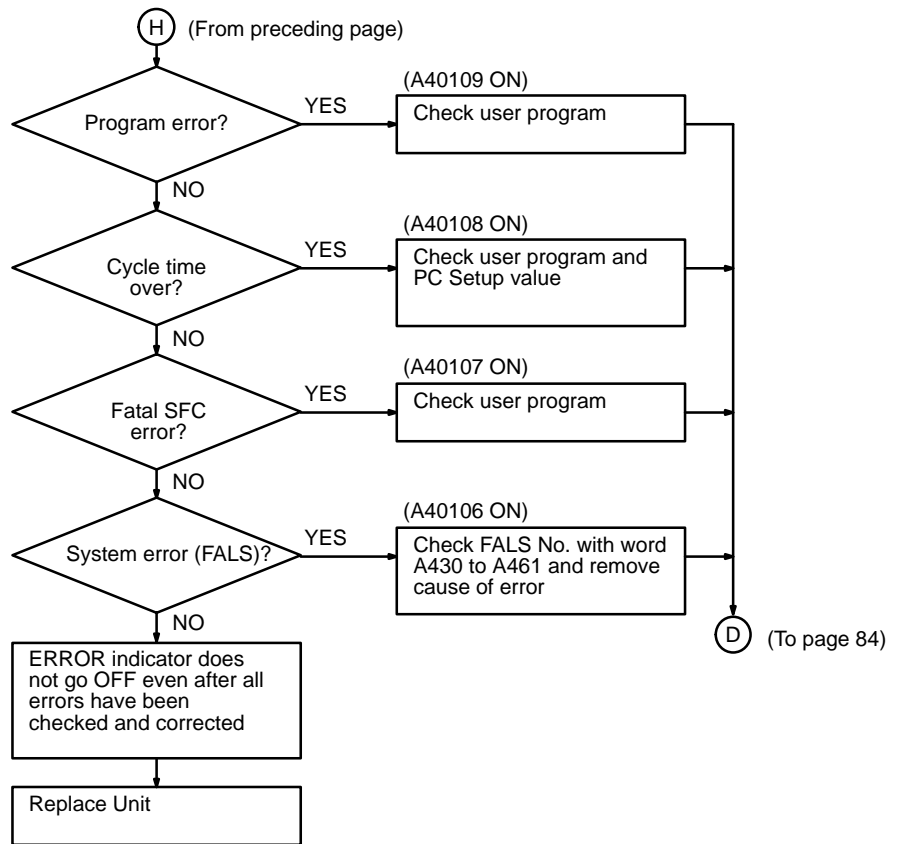 H (From preceding page)
(A40109 ON)
Program error?
YES
Check user program
NO
(A40108 ON)
Cycle time
over?
YES
Check user program and
PC Setup value
NO
(A40107 ON)
Fatal SFC
error?
YES
Check user program
NO
(A40106 ON)
System error (FALS)?
YES
Check FALS No. with word
A430 to A461 and remove
cause of error
NO
D (To page 84)
ERROR indicator does
not go OFF even after all
errors have been
checked and corrected
Replace Unit